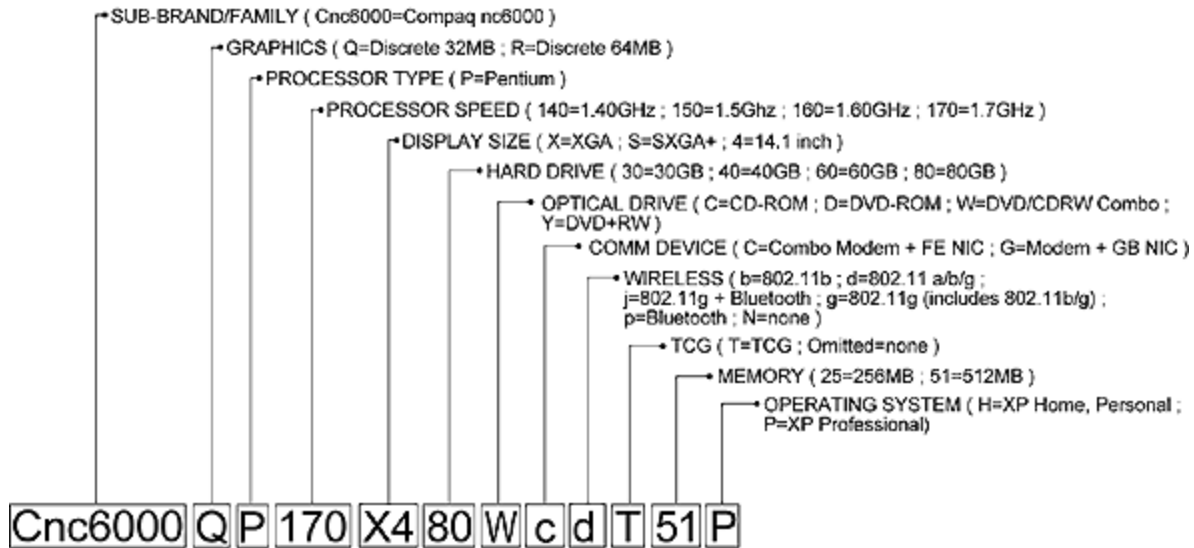 SUB-BRAND/FAMILY ( Cnc6000=Compaq nc6000 )
GRAPHICS ( Q=Discrete 32MB ; R=Discrete 64MB )
PROCESSOR TYPE ( P=Pentium )
PROCESSOR SPEED ( 140=1.40GHz ; 150=1.5Ghz ; 160=1.60GHz ; 170=1.7GHz )
DISPLAY SIZE ( X=XGA ; S=SXGA+ ; 4=14.1 inch )
HARD DRIVE ( 30=30GB ; 40=40GB ; 60=60GB ; 80=80GB )
OPTICAL DRIVE ( C=CD-ROM ; D=DVD-ROM ; W=DVD/CDRW Combo ;
Y=DVD+RW )
COMM DEVICE ( C=Combo Modem + FE NIC ; G=Modem + GB NIC )
WIRELESS ( b=802.11b ; d=802.11 a/b/g ;
j=802.11g + Bluetooth ; g=802.11g (includes 802.11b/g) ;
p=Bluetooth ; N=none )
TCG ( T=TCG ; Omitted=none )
MEMORY ( 25=256MB ; 51=512MB )
OPERATING SYSTEM ( H=XP Home, Personal ;
P=XP Professional)
Cnc6000 Q P 170 X4 80 W c d T 51 P